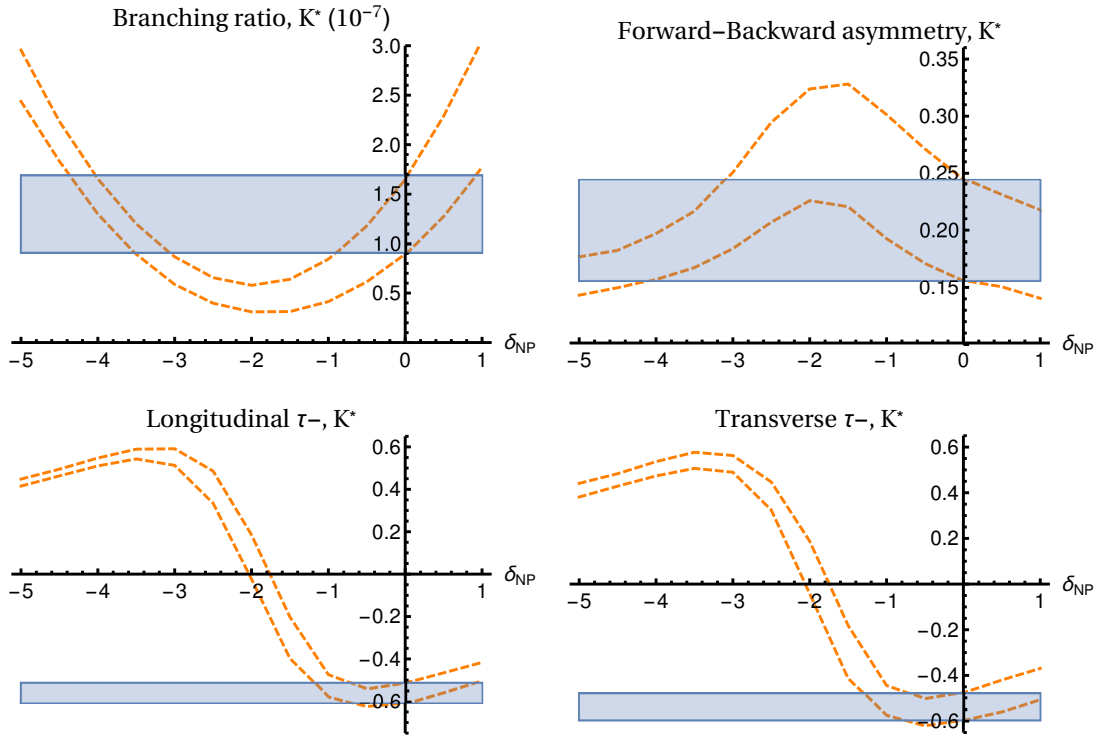 Branching ratio, K* (10⁻⁷)
3.0
2.5
2.0
1.5
1.0
0.5
−5 −4 −3 −2 −1 0 1 δNP
Forward−Backward asymmetry, K*
0.35
0.30
0.25
0.20
0.15
−5 −4 −3 −2 −1 0 1 δNP
Longitudinal τ−, K*
0.6
0.4
0.2
−5 −4 −3 −2 −1 0 1 δNP
−0.2
−0.4
−0.6
Transverse τ−, K*
0.6
0.4
0.2
−5 −4 −3 −2 −1 0 1 δNP
−0.2
−0.4
−0.6